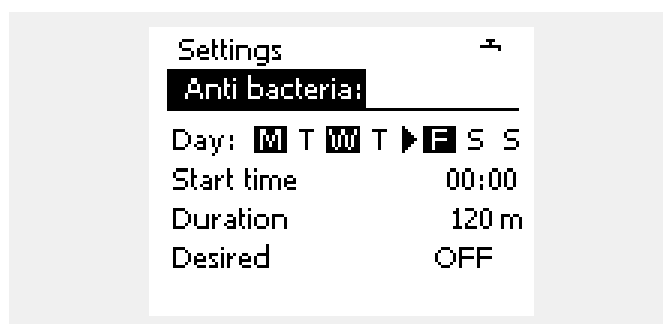 Settings
Anti bacteria:
Day: M T W T F S S
Start time 00:00
Duration 120 m
Desired OFF